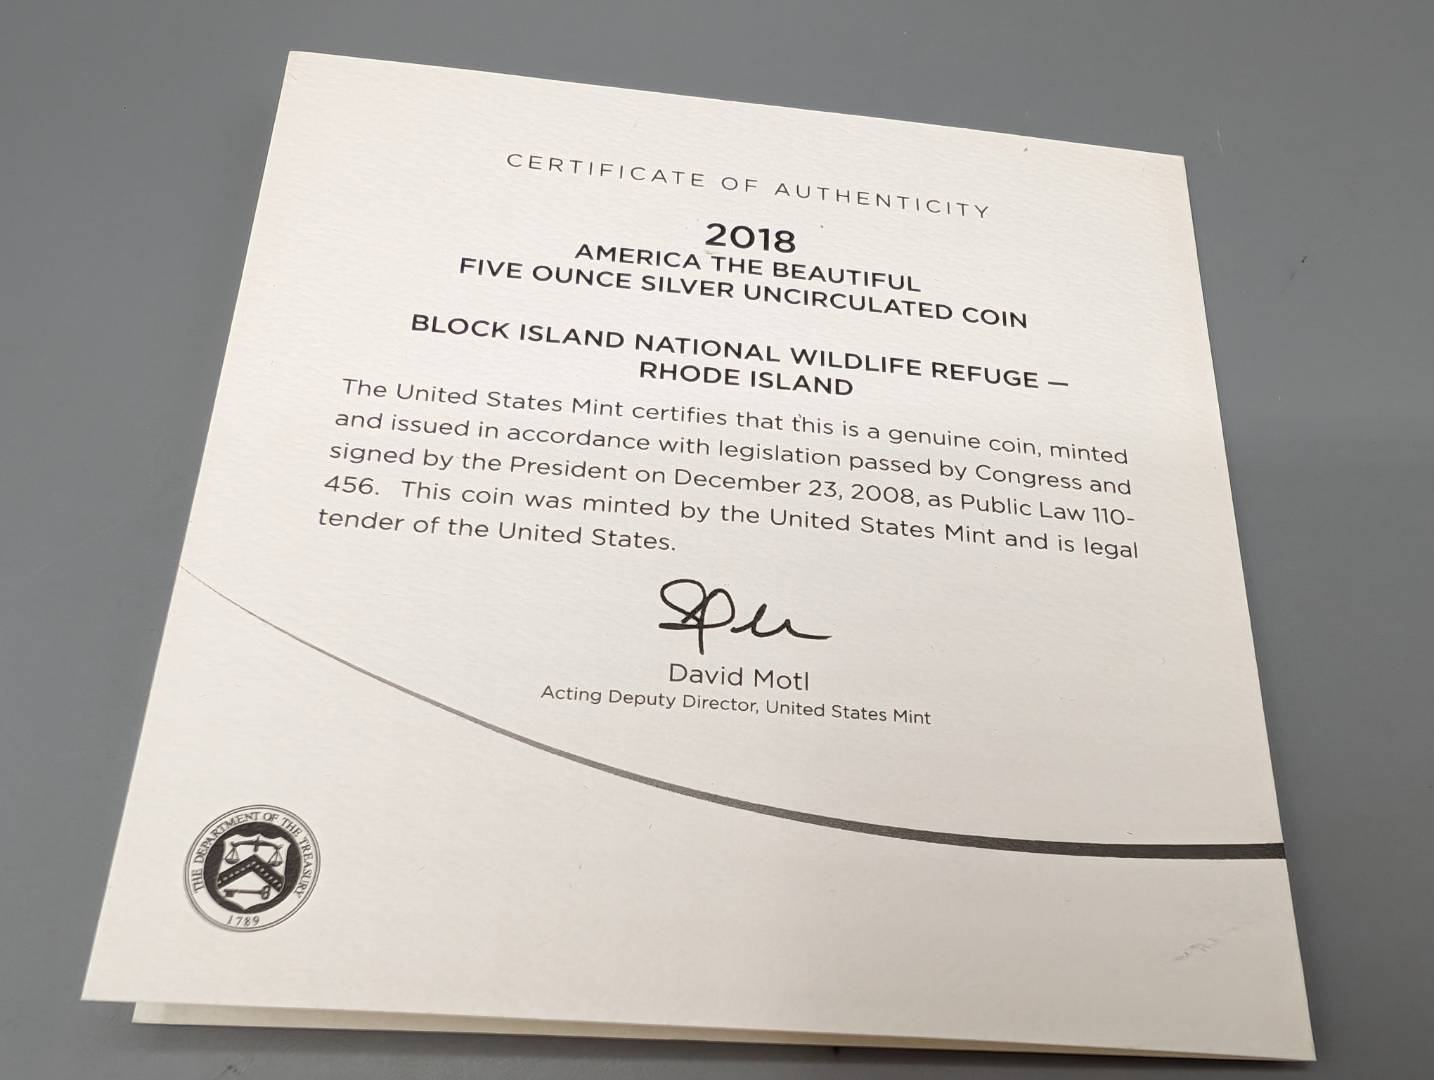 CERTIFICATE OF AUTHENTICITY
2018
AMERICA THE BEAUTIFUL
FIVE OUNCE SILVER UNCIRCULATED COIN
BLOCK ISLAND NATIONAL WILDLIFE REFUGE —
RHODE ISLAND
The United States Mint certifies that this is a genuine coin, minted
and issued in accordance with legislation passed by Congress and
signed by the President on December 23, 2008, as Public Law 110-
456. This coin was minted by the United States Mint and is legal
tender of the United States.
David Motl
Acting Deputy Director, United States Mint
THE DEPARTMENT OF THE TREASURY
1789